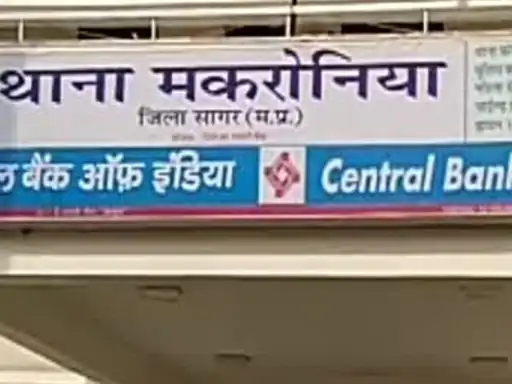 थाना मकरोनिया
जिला सागर (म.प्र.)
ल बैंक ऑफ़ इंडिया Central Bank